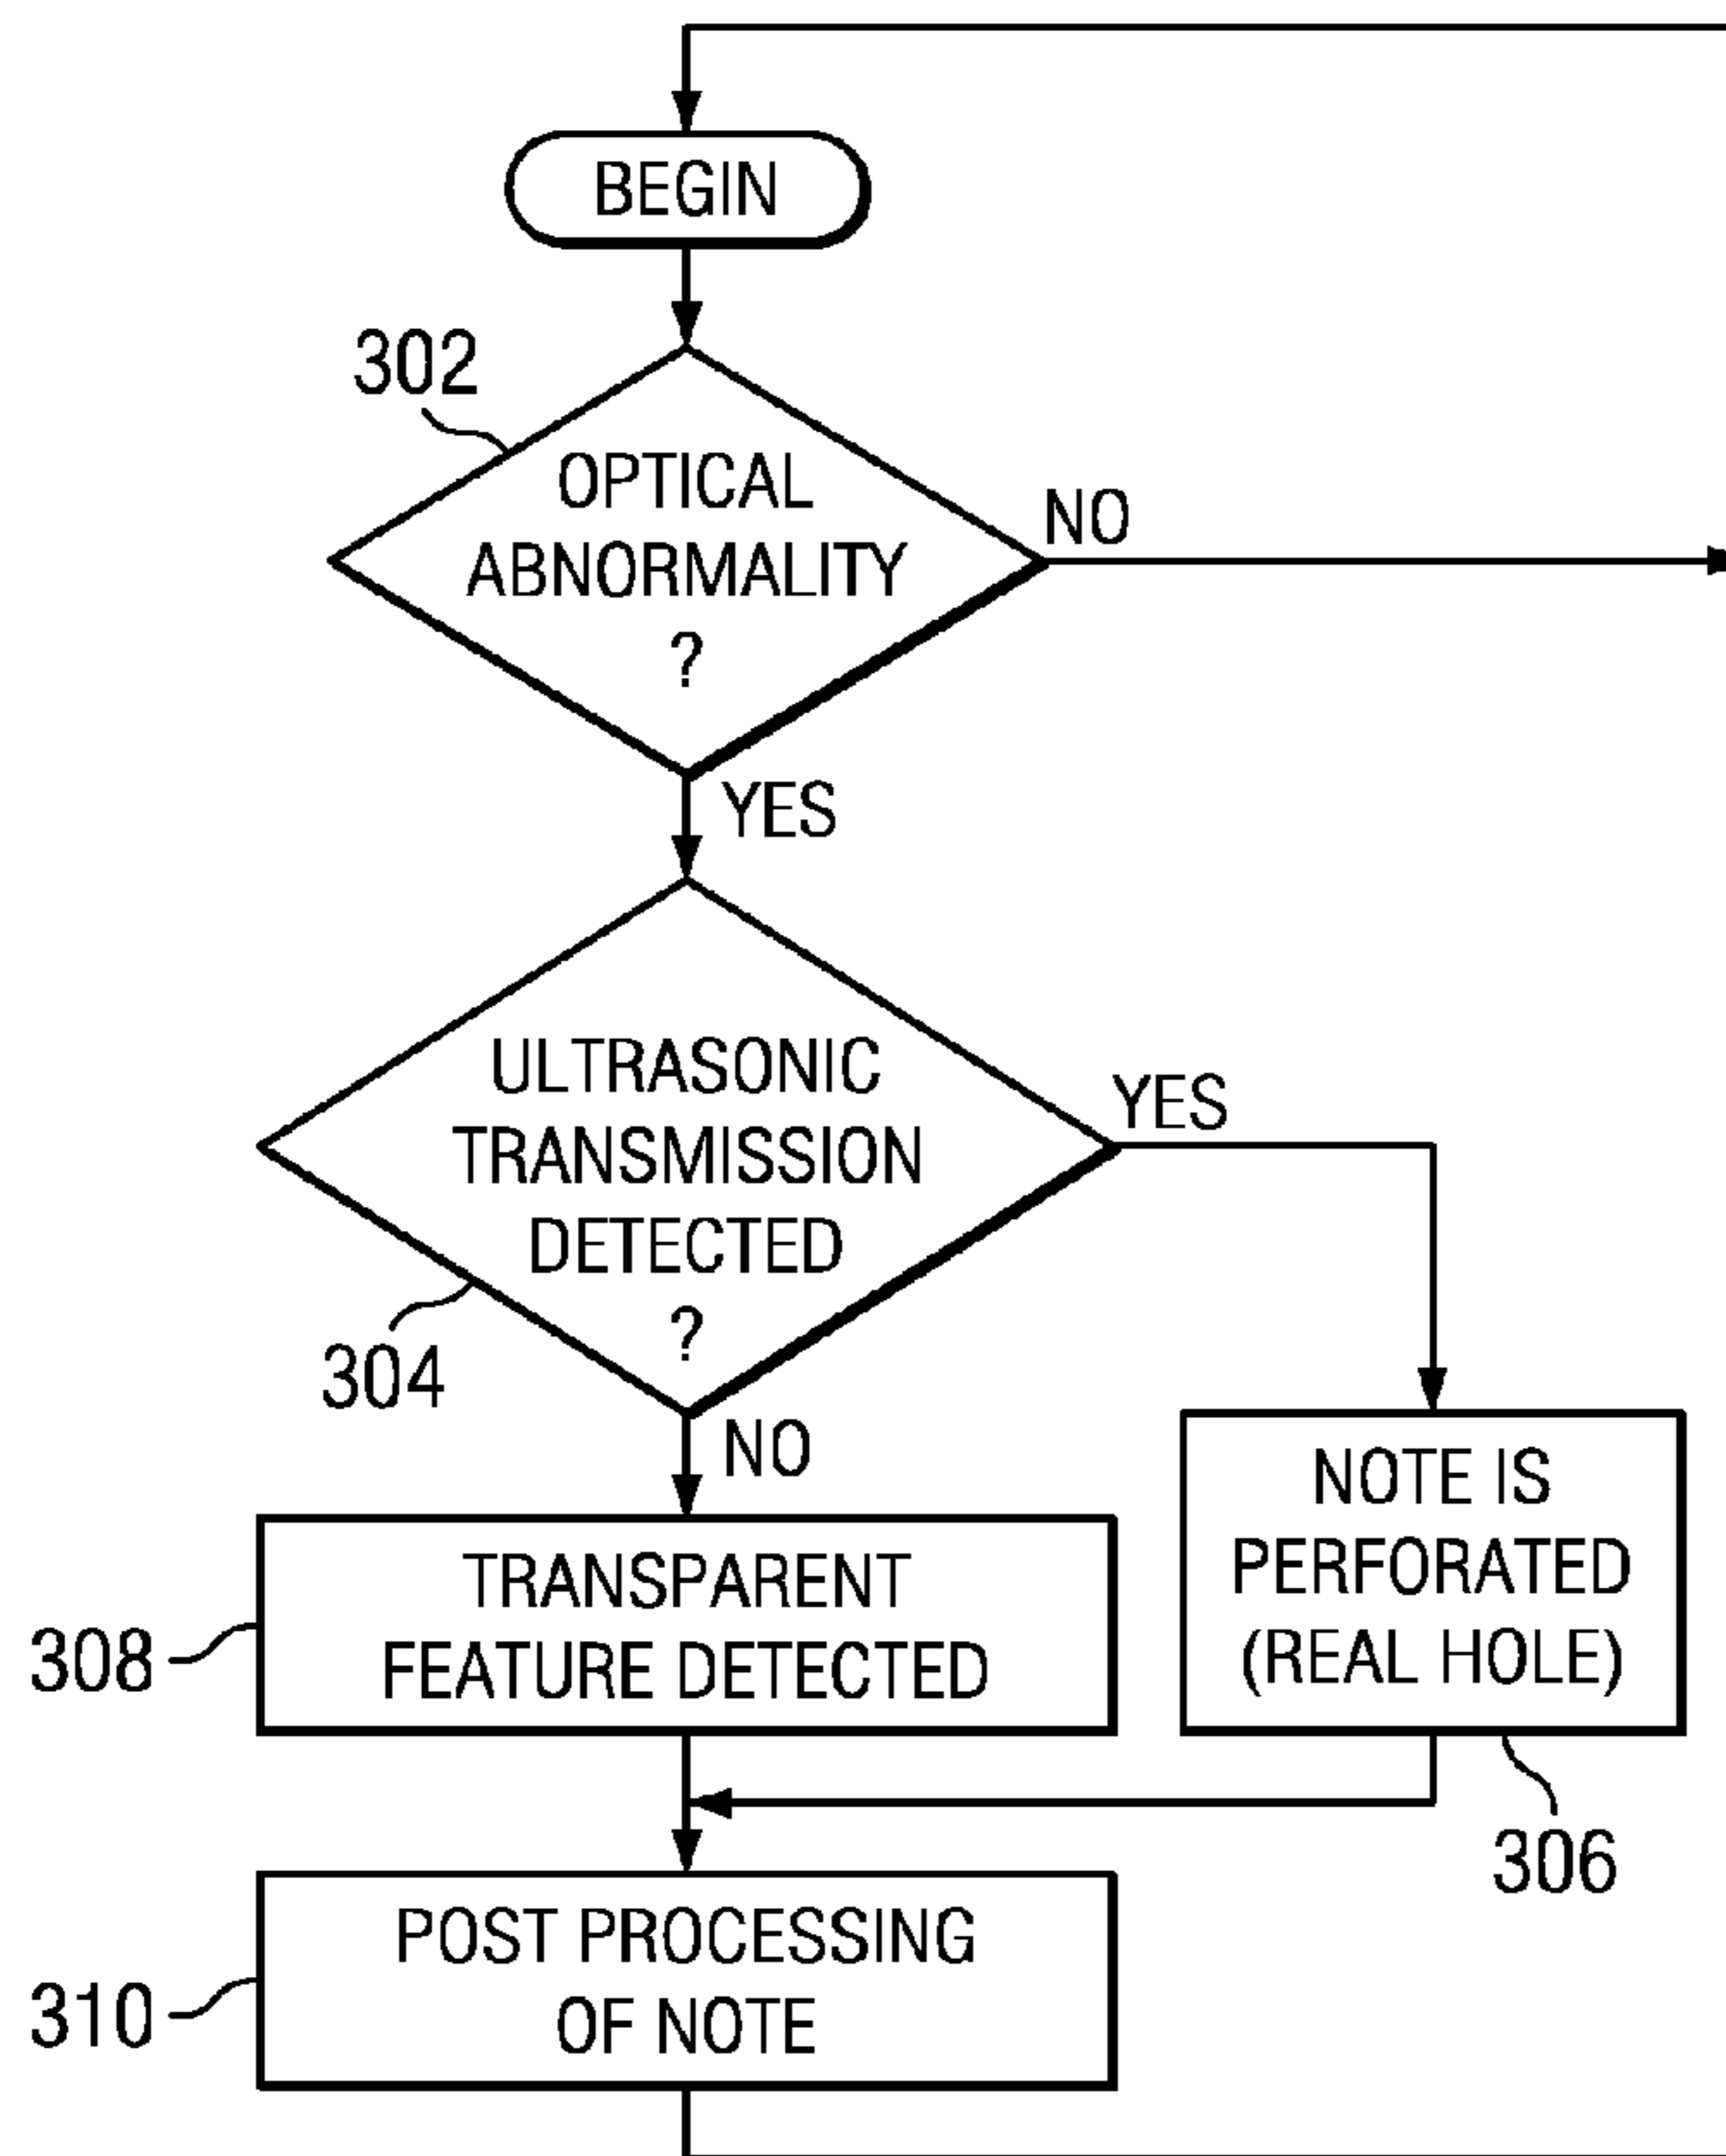 BEGIN
302
OPTICAL
ABNORMALITY
?
NO
YES
ULTRASONIC
TRANSMISSION
DETECTED
?
YES
304
NO
NOTE IS
PERFORATED
(REAL HOLE)
TRANSPARENT
FEATURE DETECTED
308
306
POST PROCESSING
OF NOTE
310